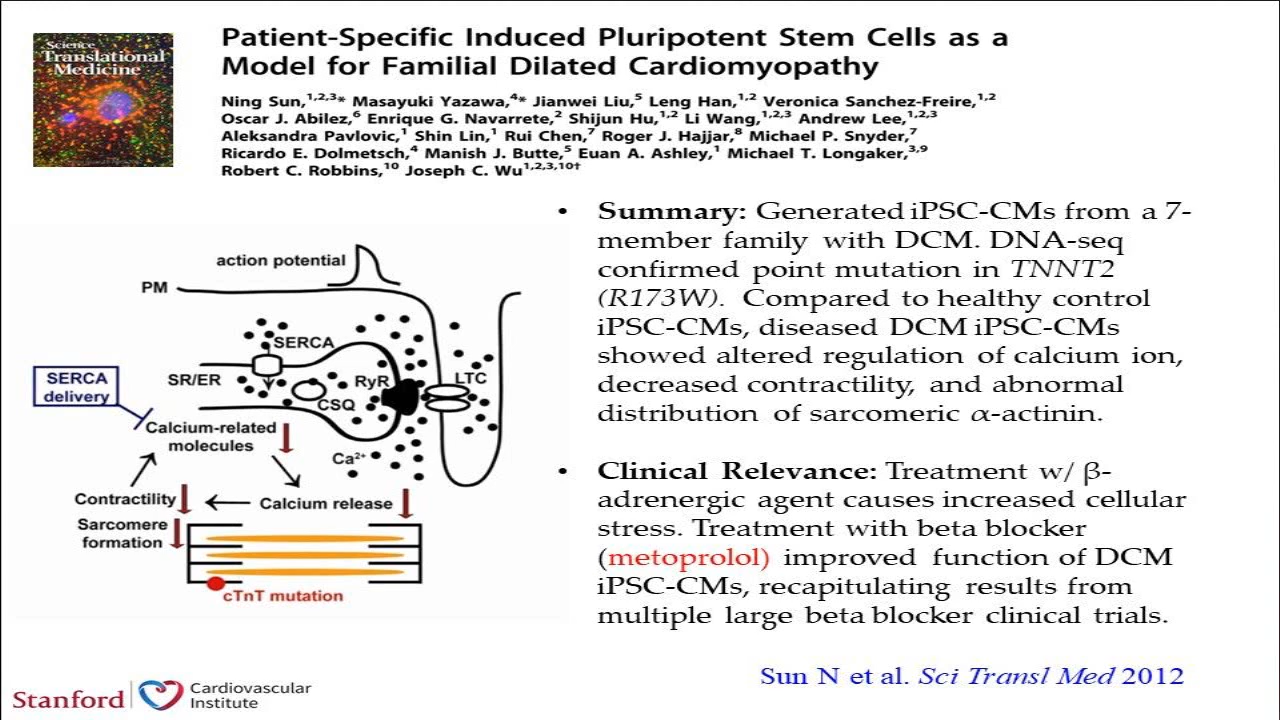 Science
Translational
Medicine
Patient-Specific Induced Pluripotent Stem Cells as a
Model for Familial Dilated Cardiomyopathy
Ning Sun,1,2,3* Masayuki Yazawa,4* Jianwei Liu,5 Leng Han,1,2 Veronica Sanchez-Freire,1,2
Oscar J. Abilez,6 Enrique G. Navarrete,2 Shijun Hu,1,2 Li Wang,1,2,3 Andrew Lee,1,2,3
Aleksandra Pavlovic,1 Shin Lin,1 Rui Chen,7 Roger J. Hajjar,8 Michael P. Snyder,7
Ricardo E. Dolmetsch,4 Manish J. Butte,5 Euan A. Ashley,1 Michael T. Longaker,3,9
Robert C. Robbins,10 Joseph C. Wu1,2,3,10†
action potential
PM
SERCA
SR/ER
RyR
LTC
CSQ
SERCA
delivery
Calcium-related
molecules
Ca2+
Contractility
Calcium release
Sarcomere
formation
cTnT mutation
• Summary: Generated iPSC-CMs from a 7-
member family with DCM. DNA-seq
confirmed point mutation in TNNT2
(R173W). Compared to healthy control
iPSC-CMs, diseased DCM iPSC-CMs
showed altered regulation of calcium ion,
decreased contractility, and abnormal
distribution of sarcomeric α-actinin.
• Clinical Relevance: Treatment w/ β-
adrenergic agent causes increased cellular
stress. Treatment with beta blocker
(metoprolol) improved function of DCM
iPSC-CMs, recapitulating results from
multiple large beta blocker clinical trials.
Sun N et al. Sci Transl Med 2012
Stanford
Cardiovascular
Institute